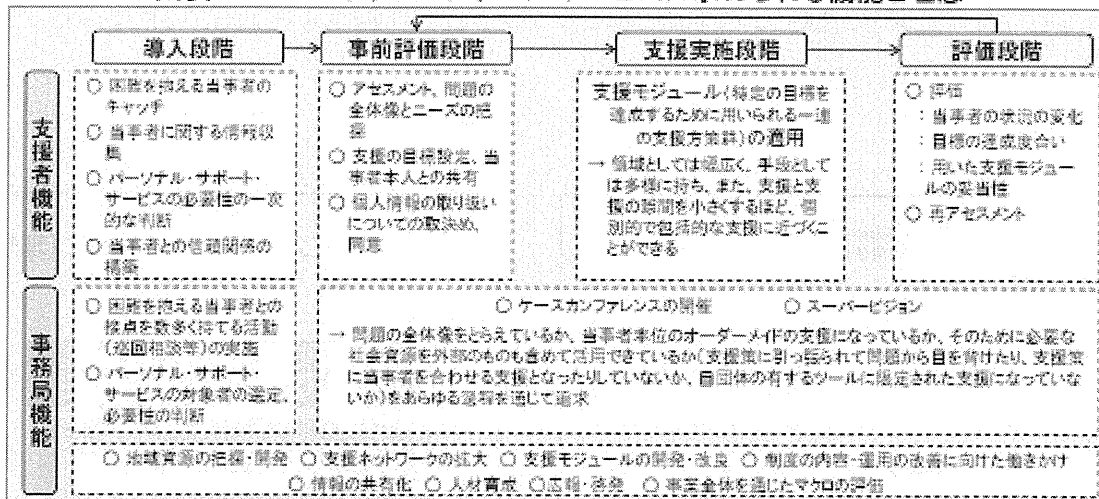 導入段階
事前評価段階
支援実施段階
評価段階
支援者機能
○ 困難を抱える当事者の
キャッチ
○ 当事者に関する情報収
集
○ パーソナル・サポート・
サービスの必要性の一次
的な判断
○ 当事者との信頼関係の
構築
○ アセスメント、問題の
全体像とニーズの把
握
○ 支援の目標設定、当
事者本人との共有
○ 個人情報の取り扱い
についての取決め、
同意
支援モジュール(特定の目標を
達成するために用いられる一連
の支援方策群)の適用
→ 領域としては幅広く、手段として
は多様に持ち、また、支援と支
援の隙間を小さくするほど、個
別的で包括的な支援に近づくこ
とができる
○ 評価
:当事者の状況の変化
:目標の達成度合い
:用いた支援モジュー
ルの妥当性
○ 再アセスメント
事務局機能
○ 困難を抱える当事者との
接点を数多く持てる活動
(巡回相談等)の実施
○ パーソナル・サポート・
サービスの対象者の選定、
必要性の判断
○ ケースカンファレンスの開催 ○ スーパービジョン
→ 問題の全体像をとらえているか、当事者本位のオーダーメイドの支援になっているか、そのために必要な
社会資源を外部のものも含めて活用できているか(支援策に引っ張られて問題から目を背けたり、支援策
に当事者を合わせる支援となったりしていないか、自団体の有するツールに限定された支援になっていな
いか)をあらゆる過程を通じて追求
○ 地域資源の把握・開発 ○ 支援ネットワークの拡大 ○ 支援モジュールの開発・改良 ○ 制度の内容・運用の改善に向けた働きかけ
○ 情報の共有化 ○ 人材育成 ○ 広報・啓発 ○ 事業全体を通じたマクロの評価